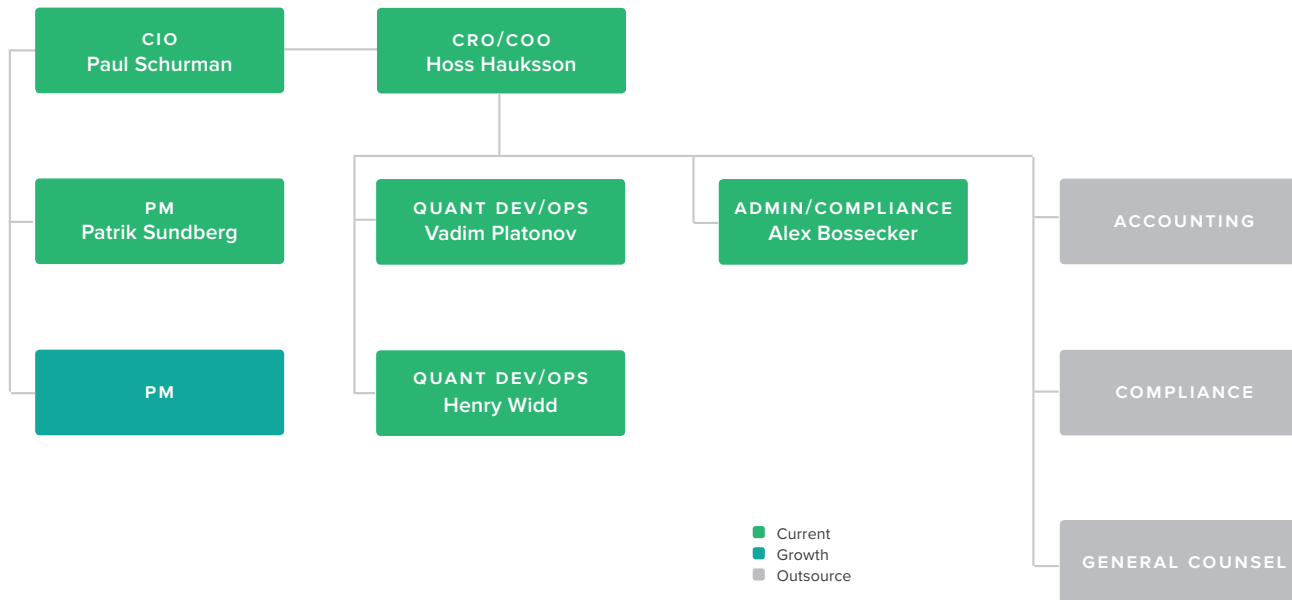 CIO
Paul Schurman
CRO/COO
Hoss Hauksson
PM
Patrik Sundberg
QUANT DEV/OPS
Vadim Platonov
ADMIN/COMPLIANCE
Alex Bossecker
ACCOUNTING
PM
QUANT DEV/OPS
Henry Widd
COMPLIANCE
Current
Growth
Outsource
GENERAL COUNSEL